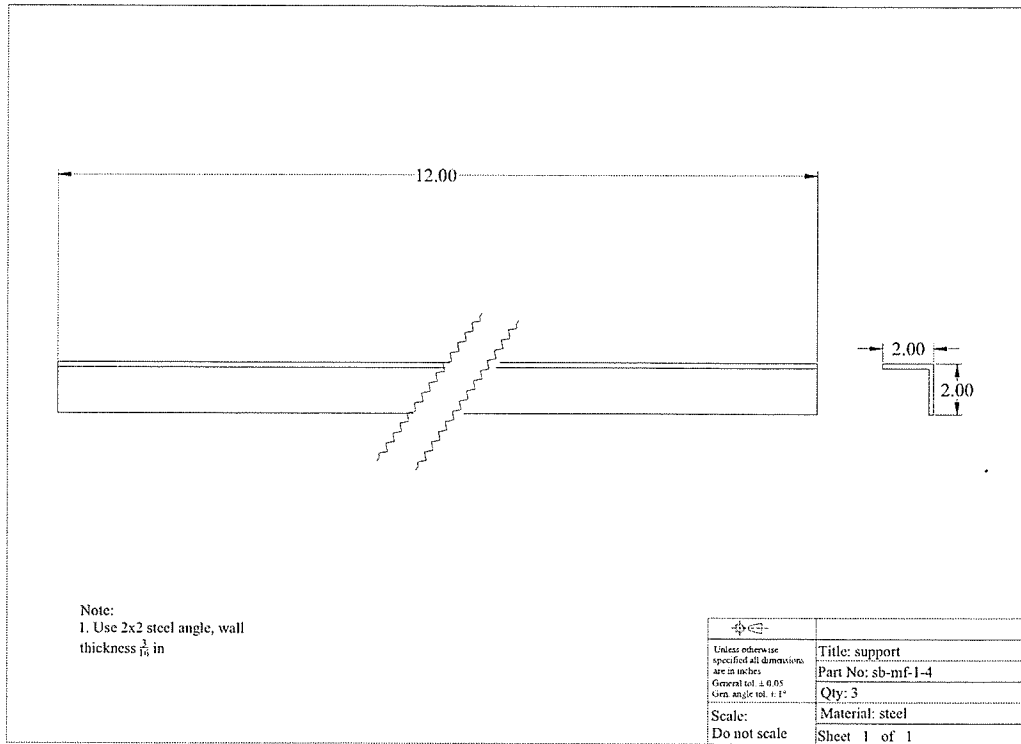 12.00
2.00
2.00
Note:
1. Use 2x2 steel angle, wall
thickness 3/16 in
Unless otherwise
specified all dimensions
are in inches
General tol. ± 0.05
Gen. angle tol. ± 1°
Scale:
Do not scale
Title: support
Part No: sb-mf-1-4
Qty: 3
Material: steel
Sheet 1 of 1